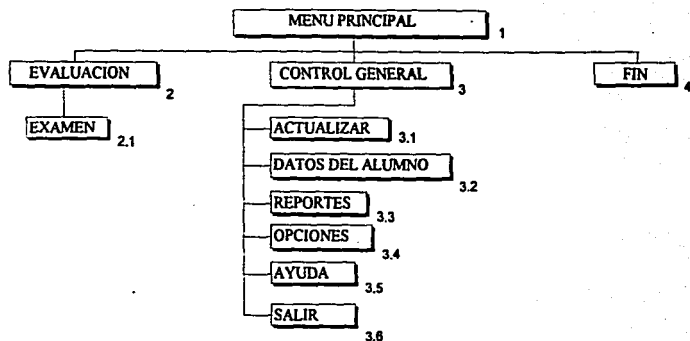 MENU PRINCIPAL
1
EVALUACION
2
CONTROL GENERAL
3
FIN
4
EXAMEN
2.1
ACTUALIZAR
3.1
DATOS DEL ALUMNO
3.2
REPORTES
3.3
OPCIONES
3.4
AYUDA
3.5
SALIR
3.6